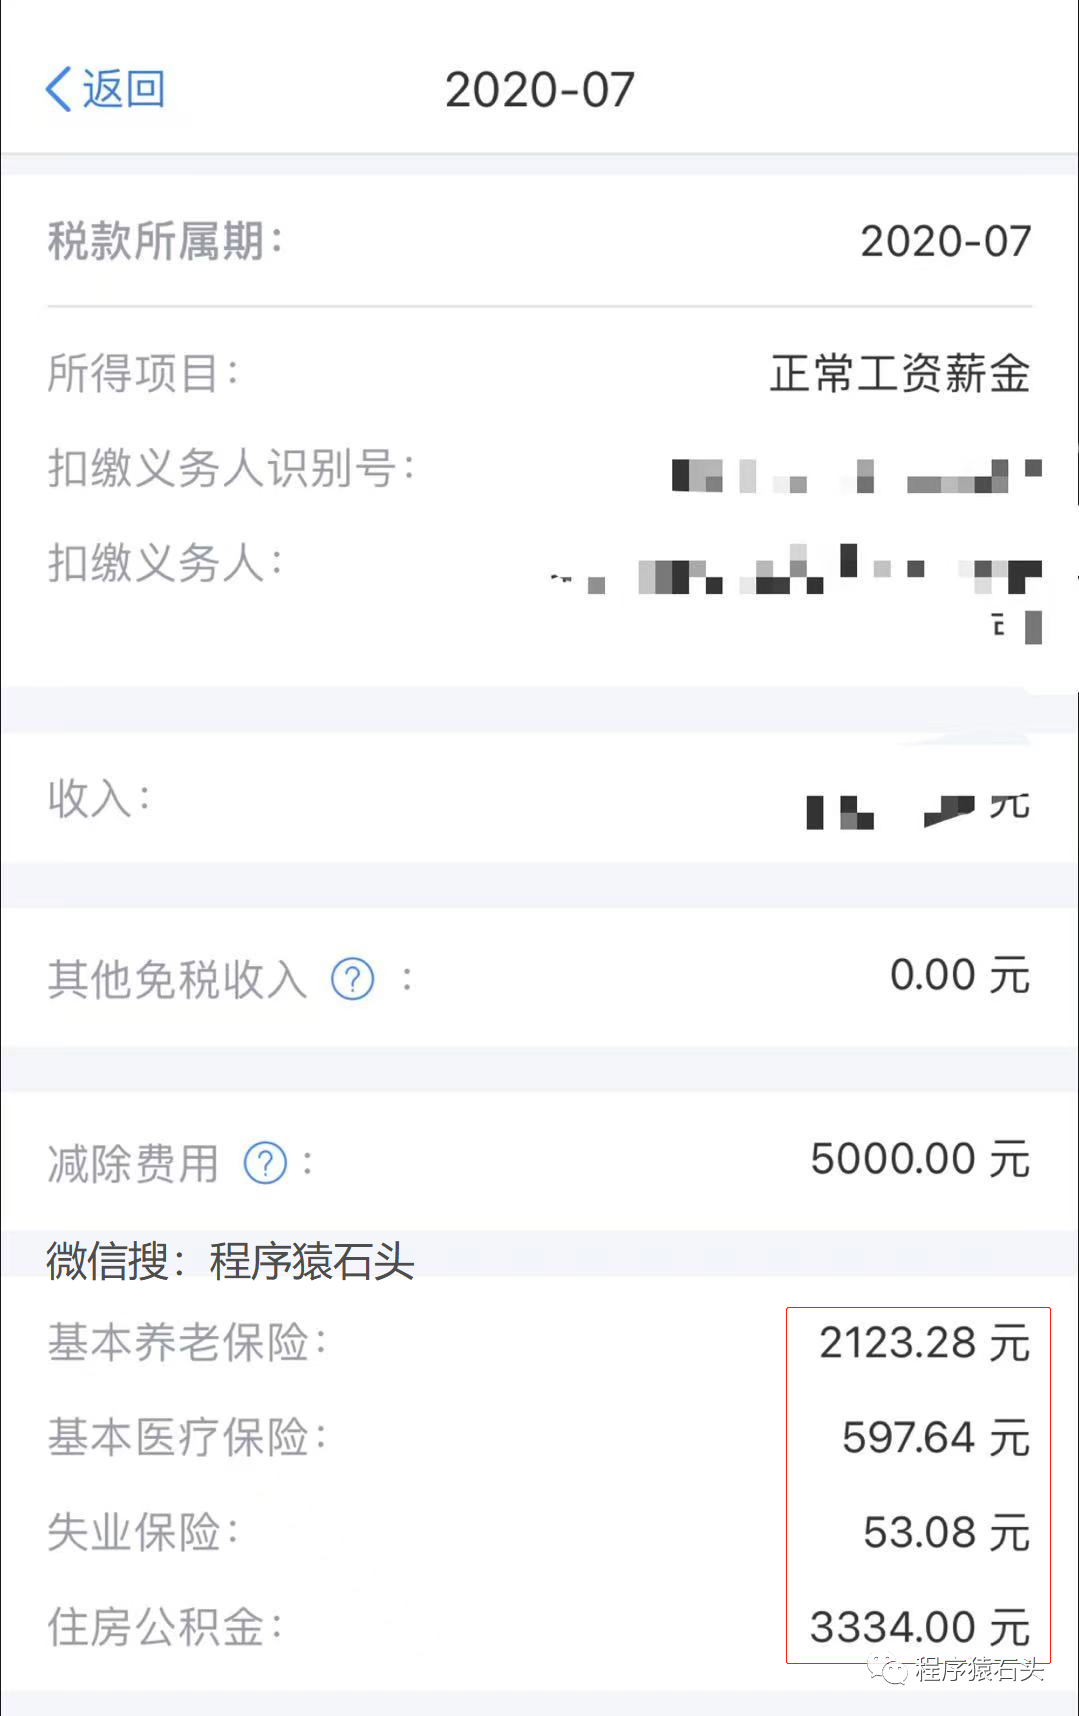 返回 2020-07
税款所属期： 2020-07
所得项目： 正常工资薪金
扣缴义务人识别号：
扣缴义务人：
收入： 元
其他免税收入 ? ： 0.00 元
减除费用 ? ： 5000.00 元
微信搜：程序猿石头
基本养老保险： 2123.28 元
基本医疗保险： 597.64 元
失业保险： 53.08 元
住房公积金： 3334.00 元
程序猿石头